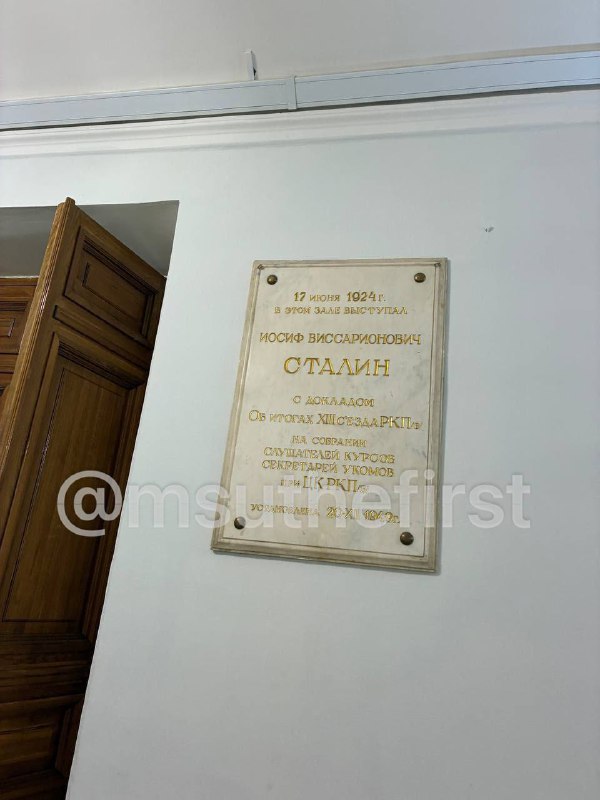 17 ИЮНЯ 1924 Г.
В ЭТОМ ЗАЛЕ ВЫСТУПАЛ
ИОСИФ ВИССАРИОНОВИЧ
СТАЛИН
С ДОКЛАДОМ
ОБ ИТОГАХ XIII СЪЕЗДА РКП/б/
НА СОБРАНИИ
СЛУШАТЕЛЕЙ КУРСОВ
СЕКРЕТАРЕЙ УКОМОВ
ПРИ ЦК РКП/б/
@msuthefirst
УСТАНОВЛЕНА